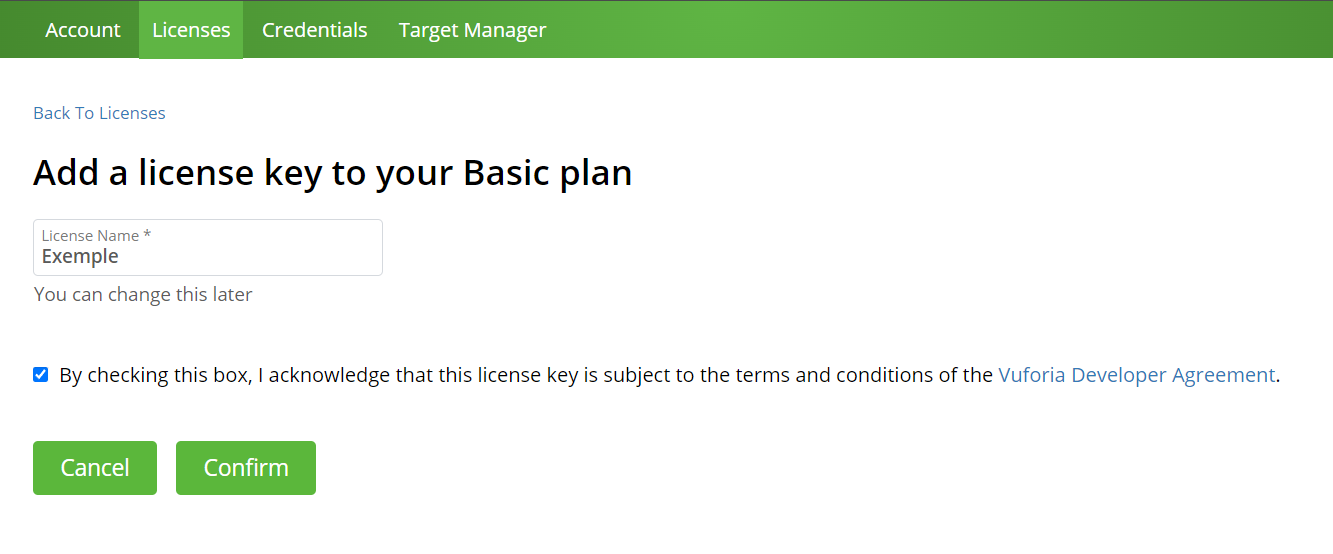 Account Licenses Credentials Target Manager
Back To Licenses
Add a license key to your Basic plan
License Name *
Exemple
You can change this later
By checking this box, I acknowledge that this license key is subject to the terms and conditions of the Vuforia Developer Agreement.
Cancel Confirm